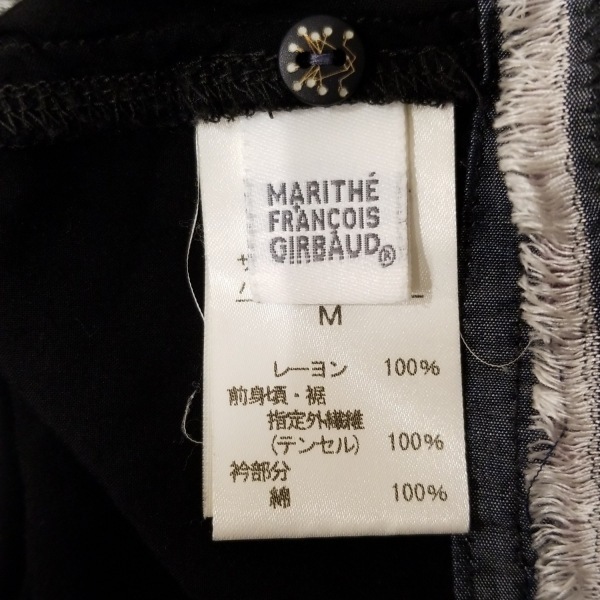 MARITHÉ
FRANCOIS
GIRBAUD®
M
レーヨン 100%
前身頃・裾
指定外繊維
(テンセル) 100%
衿部分
綿 100%